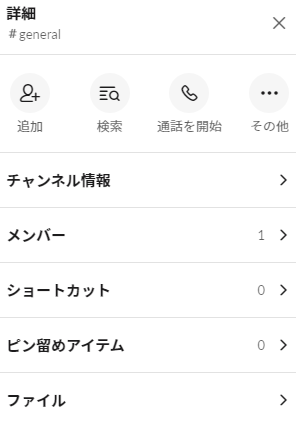 詳細
#general
追加
検索
通話を開始
その他
チャンネル情報
メンバー 1
ショートカット 0
ピン留めアイテム 0
ファイル